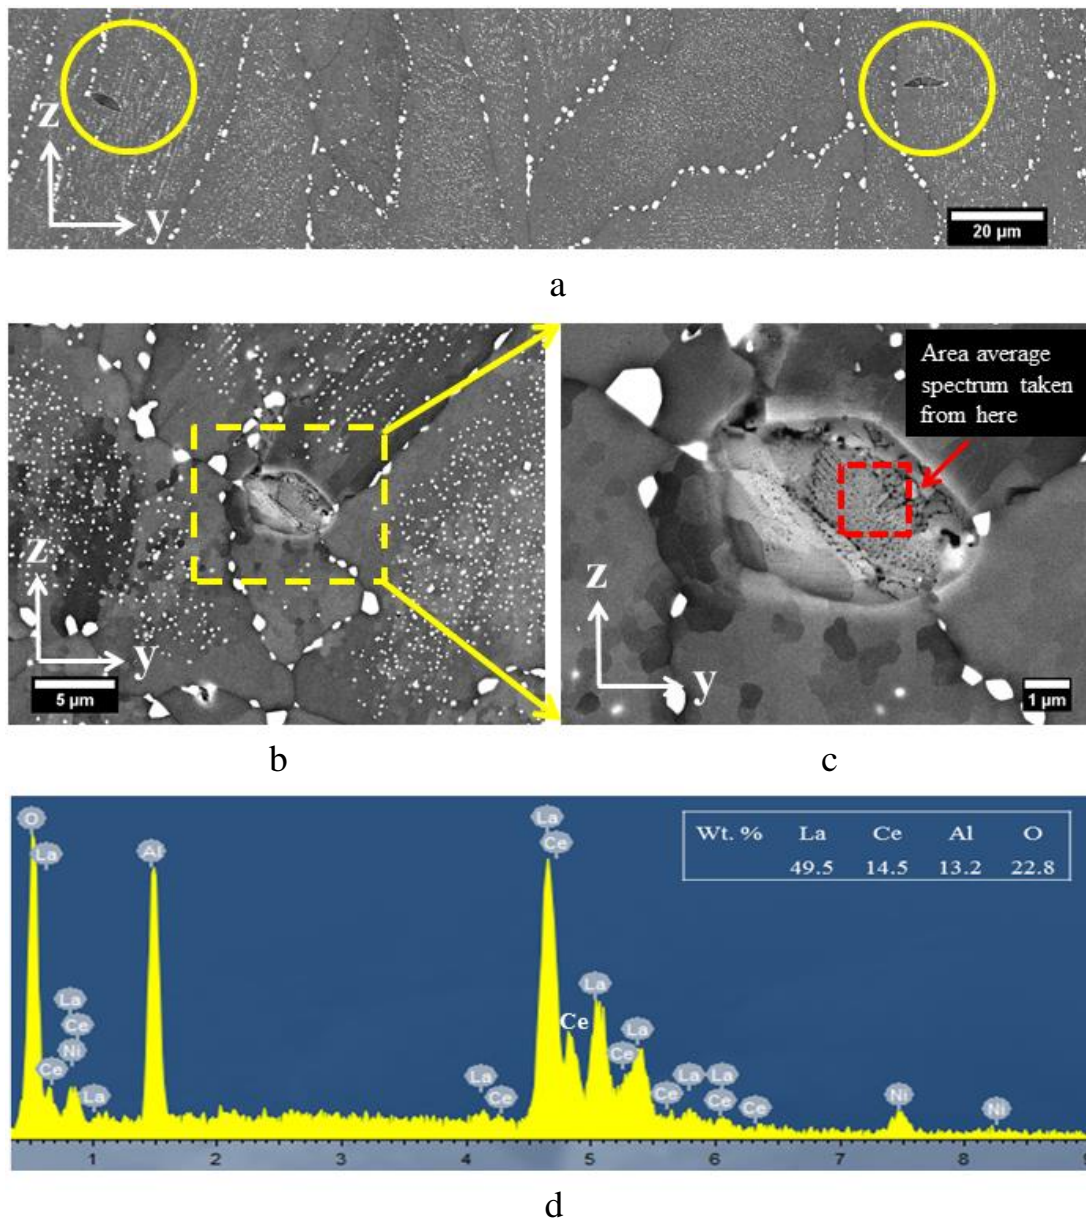 z
y
20 µm
a
Area average
spectrum taken
from here
z
y
5 µm
z
y
1 µm
b
c
O
La
Al
La
Ce
Wt. % La Ce Al O
49.5 14.5 13.2 22.8
La
Ce
Ni
Ce
La
La
Ce
Ce
La
Ce
La
Ce
La
La
Ce
Ce
Ni
Ni
1 2 3 4 5 6 7 8 9
d